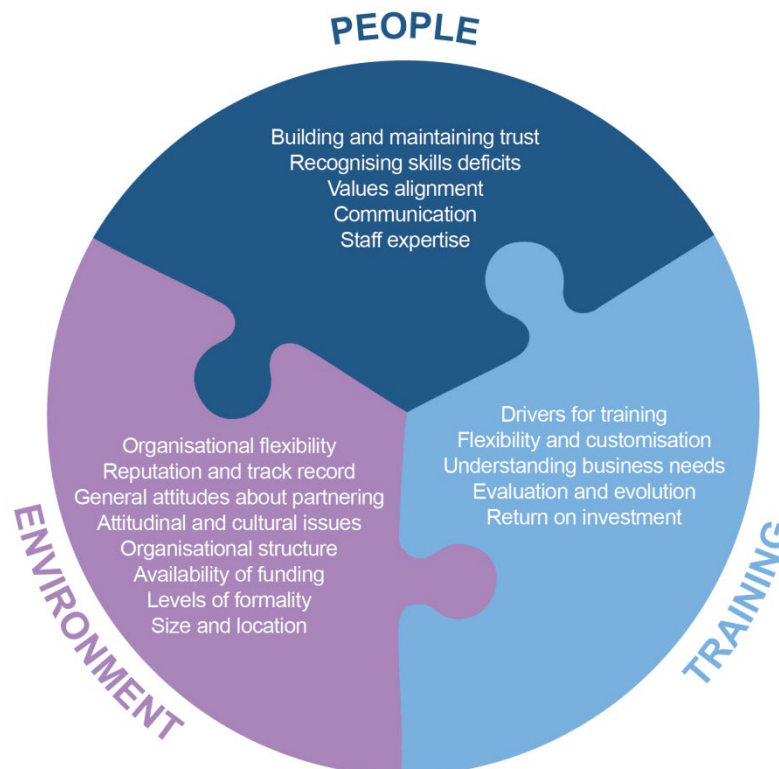 PEOPLE
Building and maintaining trust
Recognising skills deficits
Values alignment
Communication
Staff expertise
ENVIRONMENT
Organisational flexibility
Reputation and track record
General attitudes about partnering
Attitudinal and cultural issues
Organisational structure
Availability of funding
Levels of formality
Size and location
TRAINING
Drivers for training
Flexibility and customisation
Understanding business needs
Evaluation and evolution
Return on investment